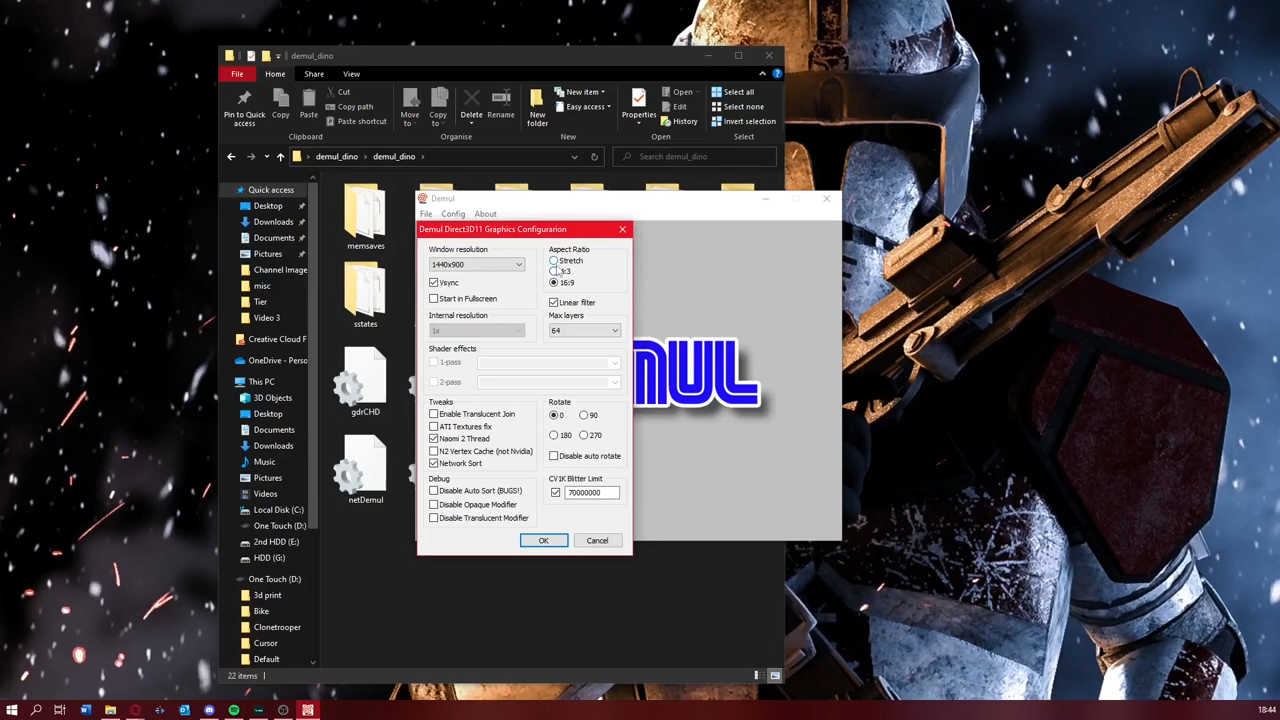 demul_dino
File Home Share View
Cut
Copy path
Paste shortcut
Pin to Quick access
Copy
Paste
Move to
Copy to
Delete
Rename
New folder
New item
Easy access
Properties
Open
Edit
History
Select all
Select none
Invert selection
Clipboard Organise New Open Select
demul_dino > demul_dino >
Search demul_dino
Quick access
Desktop
Downloads
Documents
Pictures
Channel Image
misc
Tier
Video 3
Creative Cloud F
OneDrive - Perso
This PC
3D Objects
Desktop
Documents
Downloads
Music
Pictures
Videos
Local Disk (C:)
One Touch (D:)
2nd HDD (E:)
HDD (G:)
One Touch (D:)
3d print
Bike
Clonetrooper
Cursor
Default
22 items
memsaves
sstates
gdrCHD
netDemul
Demul
File Config About
MUL
Demul Direct3D11 Graphics Configurarion
Window resolution
1440x900
Vsync
Start in Fullscreen
Aspect Ratio
Stretch
4:3
16:9
Linear filter
Internal resolution
1x
Max layers
64
Shader effects
1-pass
2-pass
Tweaks
Enable Translucent Join
ATI Textures fix
Naomi 2 Thread
N2 Vertex Cache (not Nvidia)
Network Sort
Rotate
0 90
180 270
Disable auto rotate
Debug
Disable Auto Sort (BUGS!)
Disable Opaque Modifier
Disable Translucent Modifier
CV1K Blitter Limit
70000000
OK Cancel
18:44